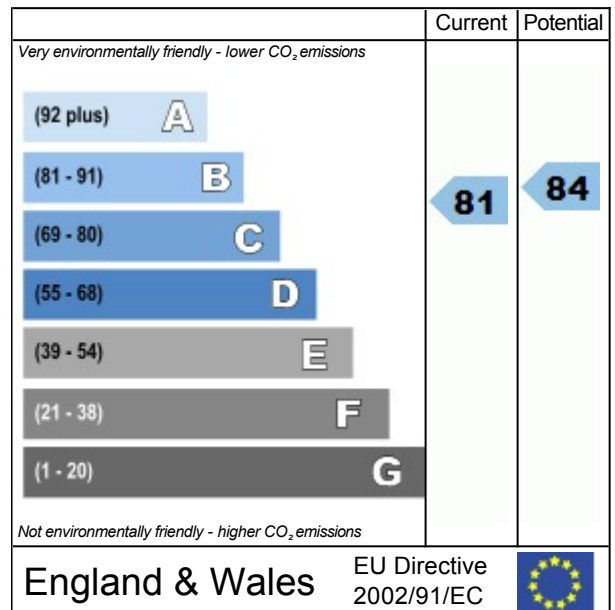 Current Potential
Very environmentally friendly - lower CO₂ emissions
(92 plus) A
(81 - 91) B
81 84
(69 - 80) C
(55 - 68) D
(39 - 54) E
(21 - 38) F
(1 - 20) G
Not environmentally friendly - higher CO₂ emissions
England & Wales
EU Directive
2002/91/EC